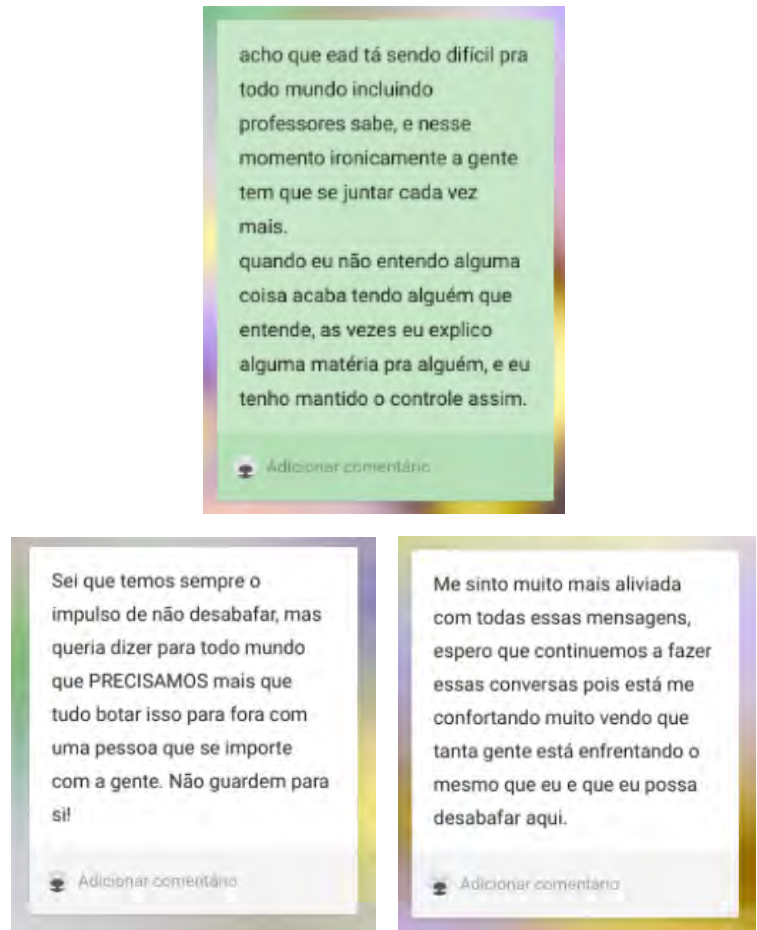 acho que ead tá sendo difícil pra
todo mundo incluindo
professores sabe, e nesse
momento ironicamente a gente
tem que se juntar cada vez
mais.
quando eu não entendo alguma
coisa acaba tendo alguém que
entende, as vezes eu explico
alguma matéria pra alguém, e eu
tenho mantido o controle assim.
Adicionar comentário
Sei que temos sempre o
impulso de não desabafar, mas
queria dizer para todo mundo
que PRECISAMOS mais que
tudo botar isso para fora com
uma pessoa que se importe
com a gente. Não guardem para
si!
Adicionar comentário
Me sinto muito mais aliviada
com todas essas mensagens,
espero que continuemos a fazer
essas conversas pois está me
confortando muito vendo que
tanta gente está enfrentando o
mesmo que eu e que eu possa
desabafar aqui.
Adicionar comentário